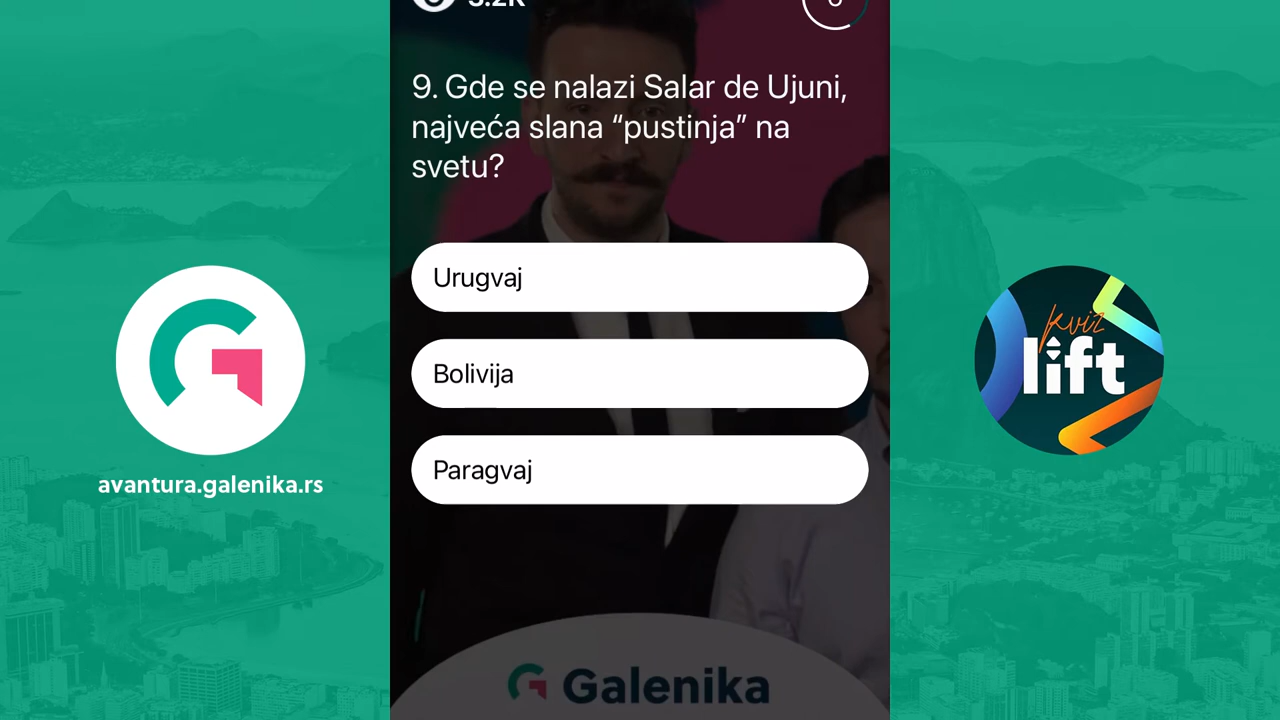 9. Gde se nalazi Salar de Ujuni,
najveća slana “pustinja” na
svetu?
Urugvaj
Bolivija
Paragvaj
avantura.galenika.rs
kviz
lift
Galenika